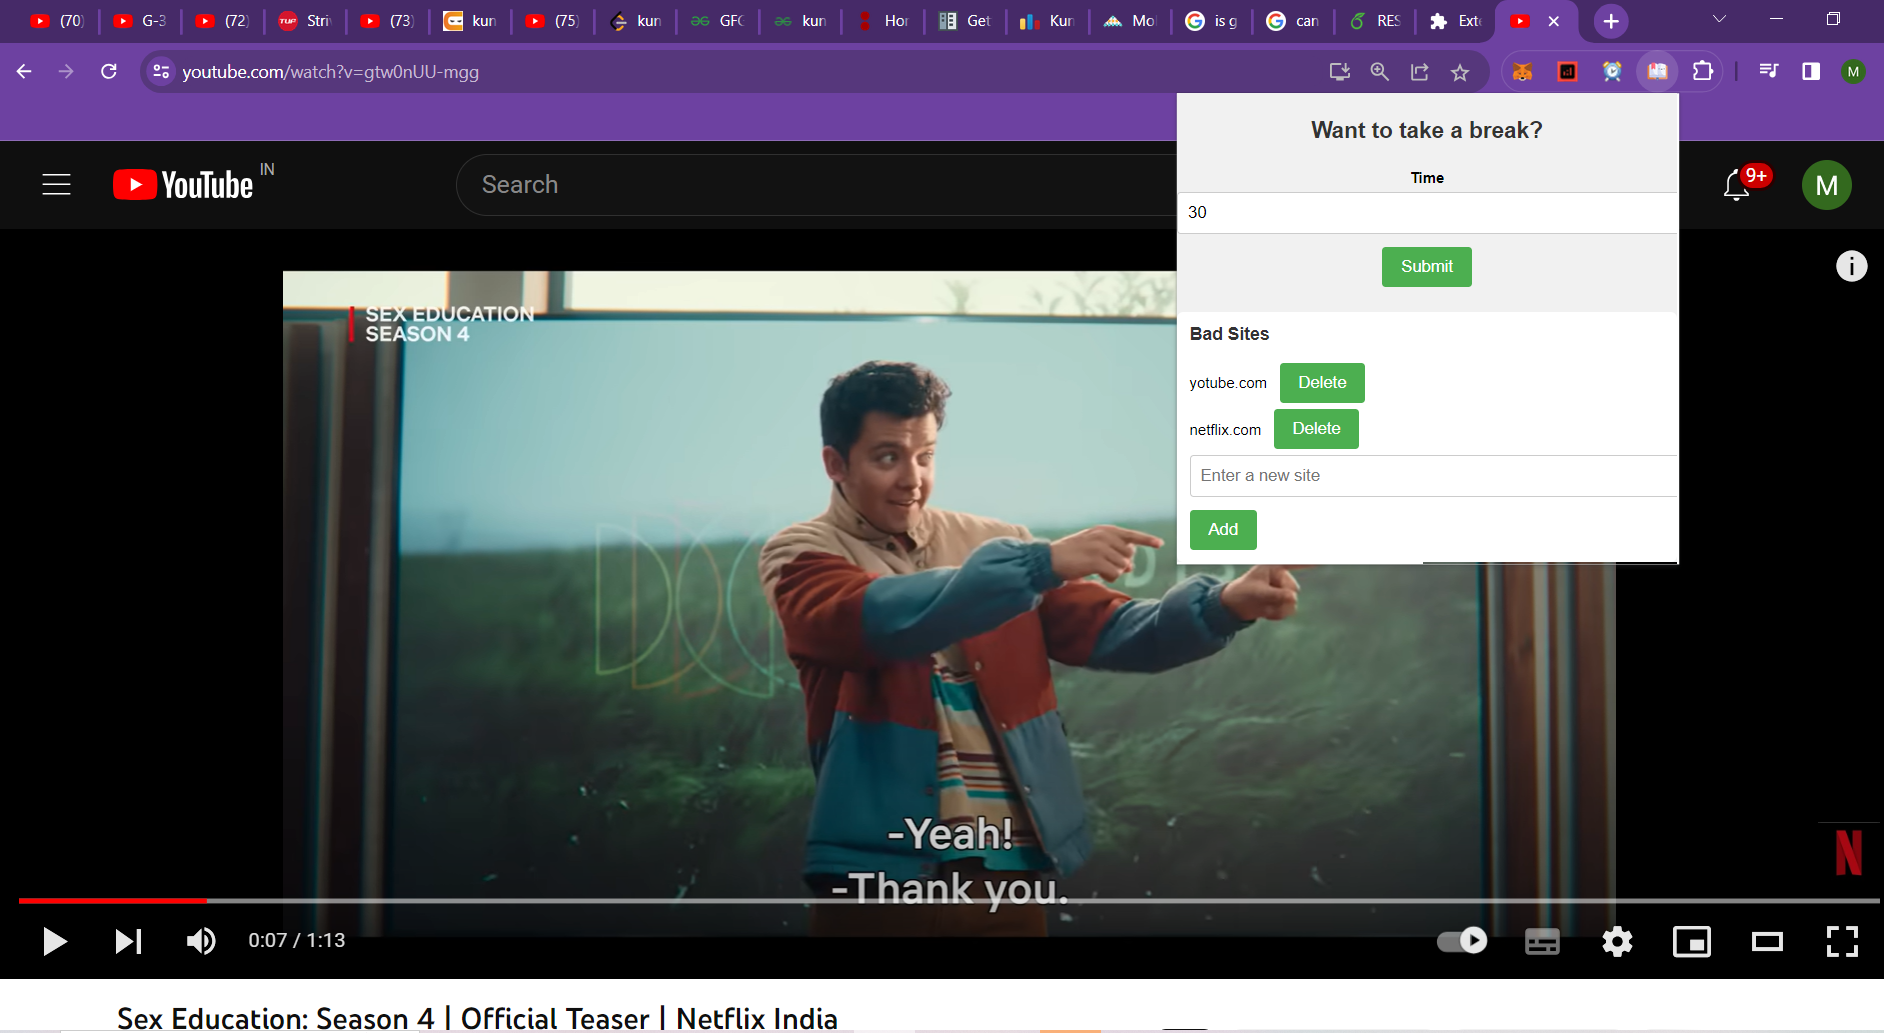 (70) G-3 (72) Stri (73) kun (75) kun GFG kun Hor Get Kur Mo is g can RES Exte
youtube.com/watch?v=gtw0nUU-mgg
M
Want to take a break?
Time
30
Submit
Bad Sites
yotube.com Delete
netflix.com Delete
Enter a new site
Add
YouTube IN
Search
9+
M
SEX EDUCATION
SEASON 4
-Yeah!
-Thank you.
N
0:07 / 1:13
Sex Education: Season 4 | Official Teaser | Netflix India